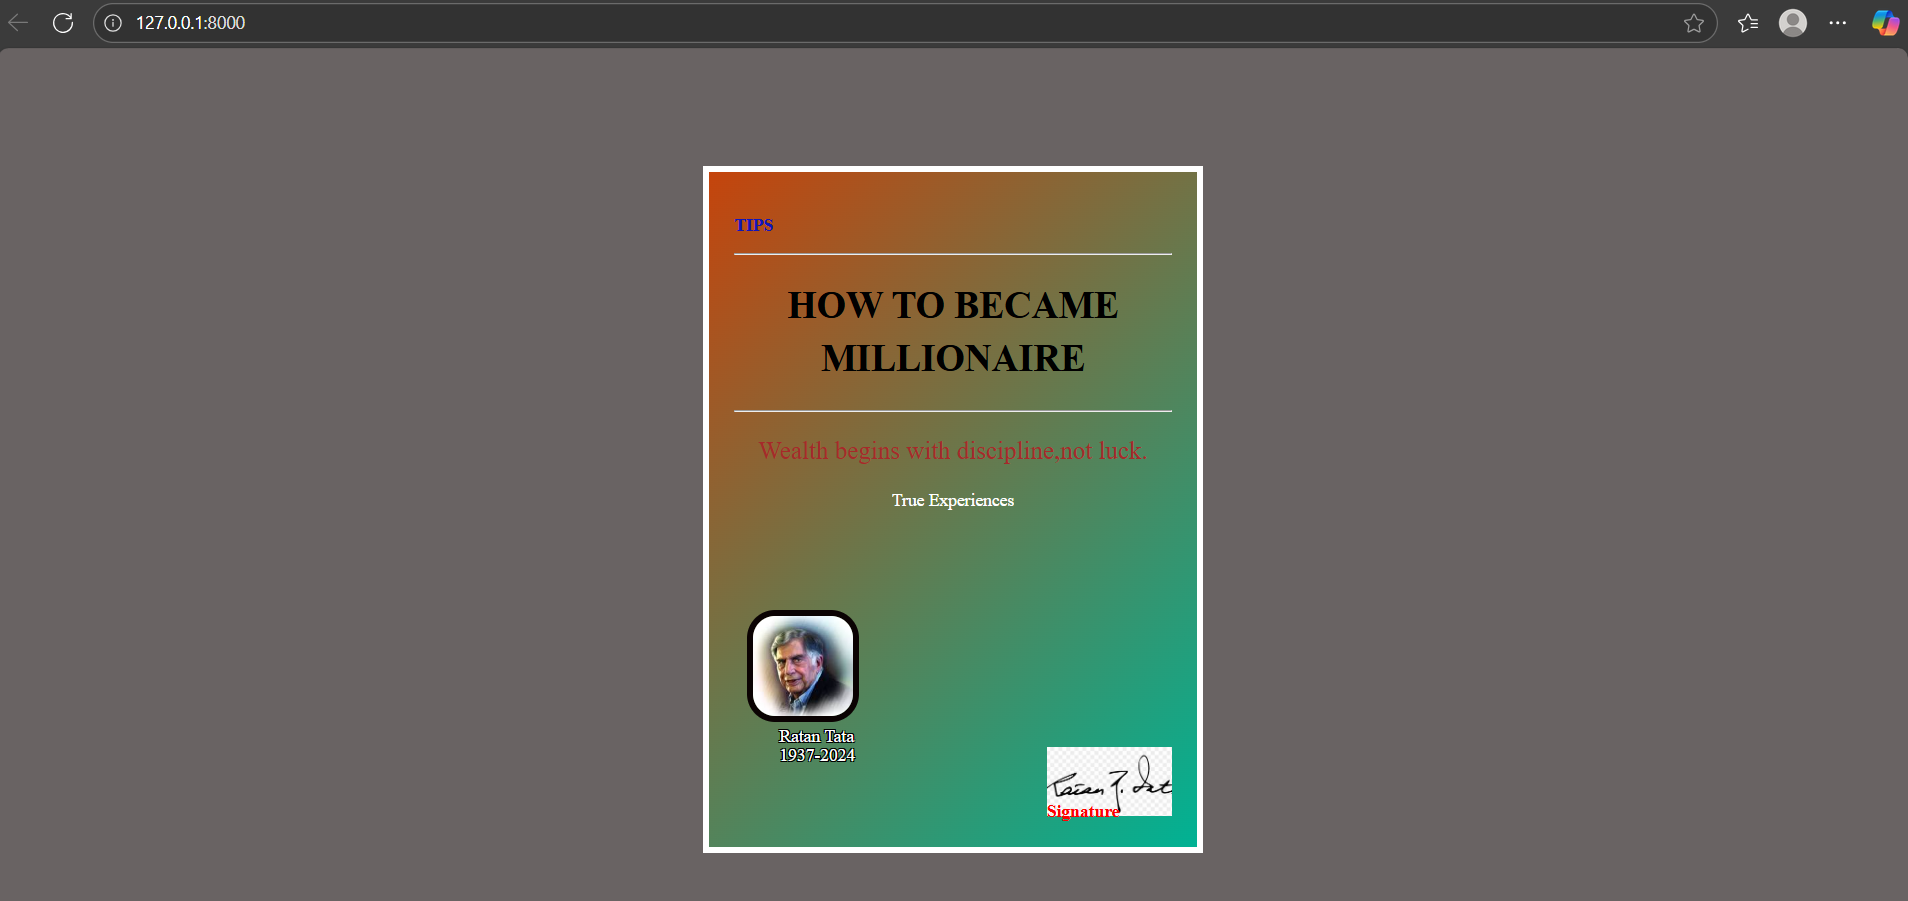 127.0.0.1:8000
TIPS
HOW TO BECAME
MILLIONAIRE
Wealth begins with discipline,not luck.
True Experiences
Ratan Tata
1937-2024
Ratan N. Tat
Signature